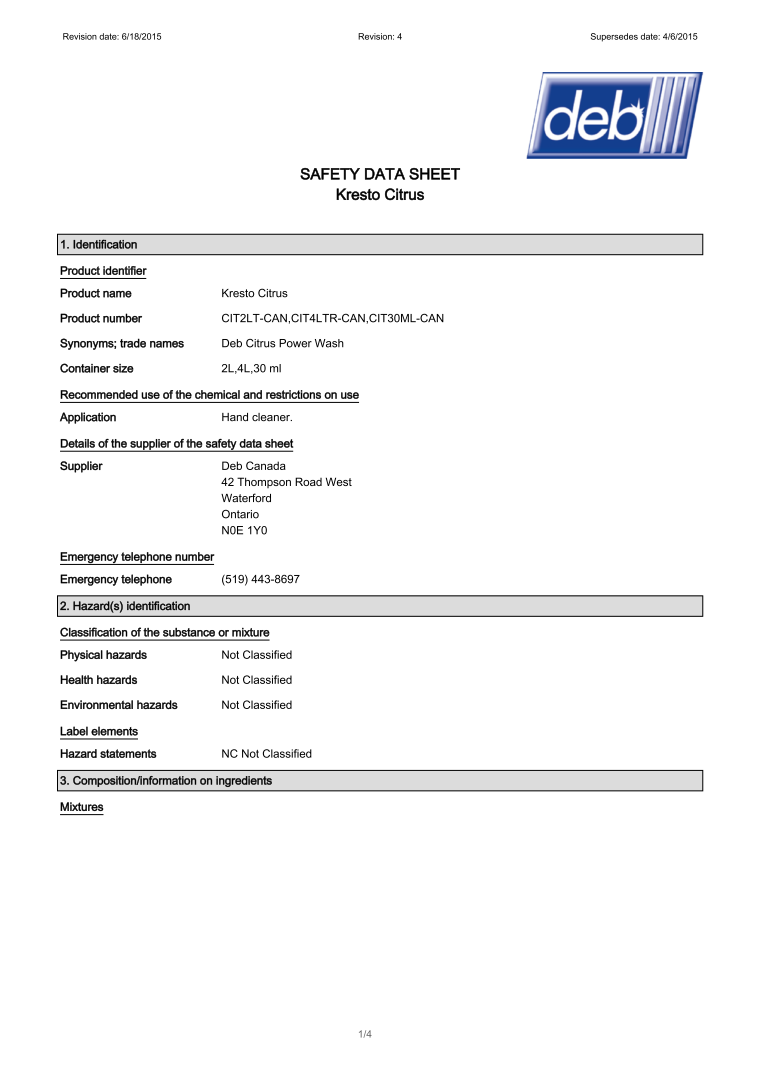 Revision date: 6/18/2015 Revision: 4 Supersedes date: 4/6/2015
deb
SAFETY DATA SHEET
Kresto Citrus
1. Identification
Product identifier
Product name Kresto Citrus
Product number CIT2LT-CAN,CIT4LTR-CAN,CIT30ML-CAN
Synonyms; trade names Deb Citrus Power Wash
Container size 2L,4L,30 ml
Recommended use of the chemical and restrictions on use
Application Hand cleaner.
Details of the supplier of the safety data sheet
Supplier Deb Canada
42 Thompson Road West
Waterford
Ontario
N0E 1Y0
Emergency telephone number
Emergency telephone (519) 443-8697
2. Hazard(s) identification
Classification of the substance or mixture
Physical hazards Not Classified
Health hazards Not Classified
Environmental hazards Not Classified
Label elements
Hazard statements NC Not Classified
3. Composition/information on ingredients
Mixtures
1/4